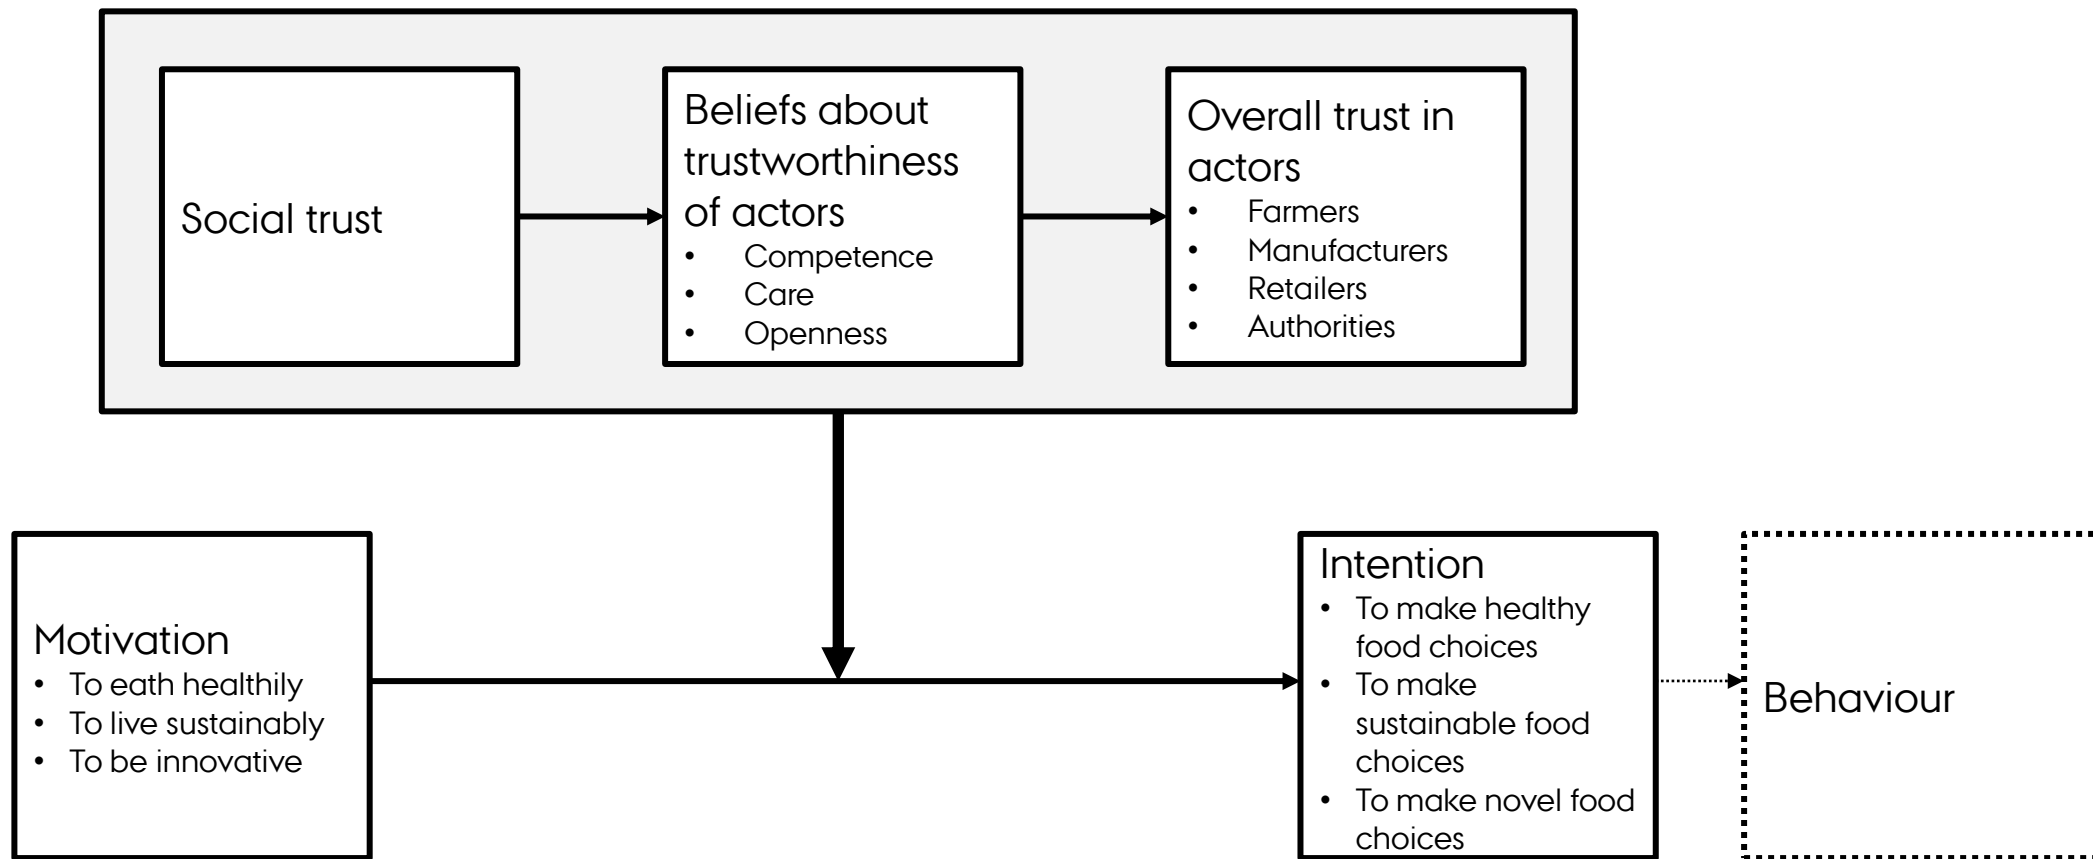 Social trust
Beliefs about
trustworthiness
of actors
• Competence
• Care
• Openness
Overall trust in
actors
• Farmers
• Manufacturers
• Retailers
• Authorities
Motivation
• To eath healthily
• To live sustainably
• To be innovative
Intention
• To make healthy
food choices
• To make
sustainable food
choices
• To make novel food
choices
Behaviour